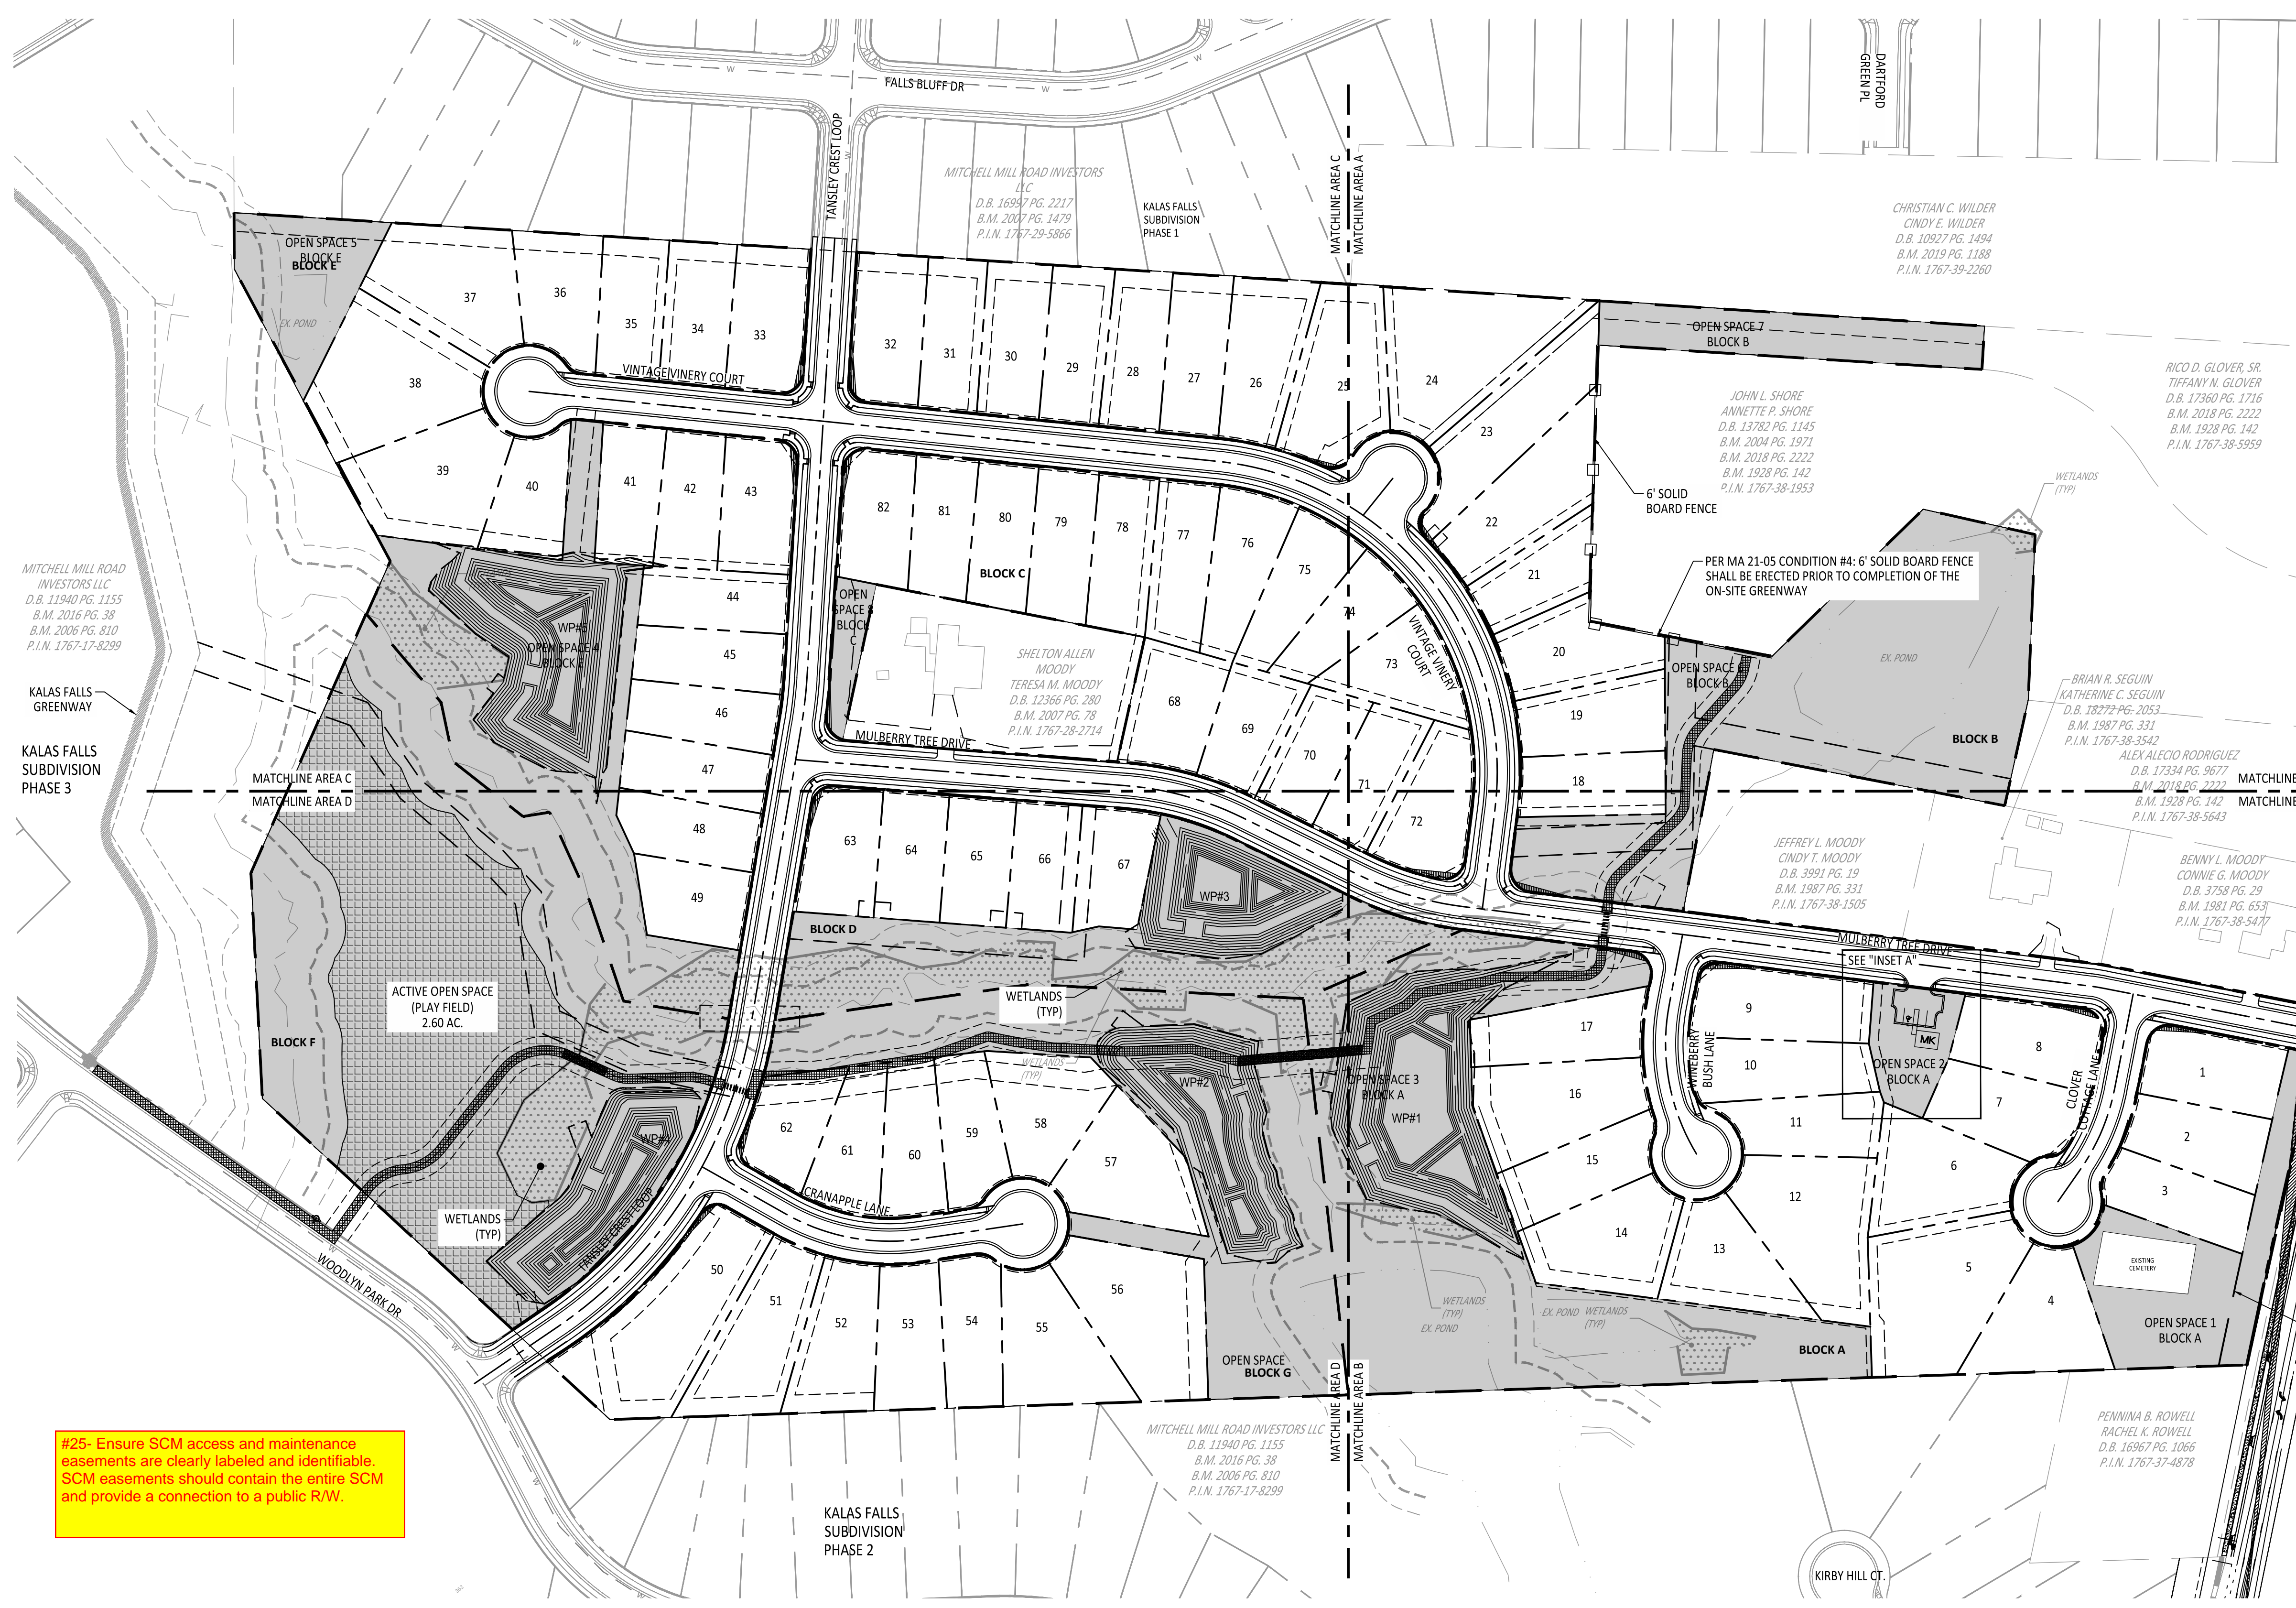 FALLS BLUFF DR
DARTFORD
GREEN PL
TANSLEY CREST LOOP
MITCHELL MILL ROAD INVESTORS
LLC
D.B. 16997 PG. 2217
B.M. 2007 PG. 1479
P.I.N. 1767-29-5866
KALAS FALLS
SUBDIVISION
PHASE 1
MATCHLINE AREA C
MATCHLINE AREA A
CHRISTIAN C. WILDER
CINDY E. WILDER
D.B. 10927 PG. 1494
B.M. 2019 PG. 1188
P.I.N. 1767-39-2260
OPEN SPACE 5
BLOCK E
BLOCK E
EX. POND
37
36
35
34
33
32
31
30
29
28
27
26
25
24
OPEN SPACE 7
BLOCK B
RICO D. GLOVER, SR.
TIFFANY N. GLOVER
D.B. 17360 PG. 1716
B.M. 2018 PG. 2222
B.M. 1928 PG. 142
P.I.N. 1767-38-5959
JOHN L. SHORE
ANNETTE P. SHORE
D.B. 13782 PG. 1145
B.M. 2004 PG. 1971
B.M. 2018 PG. 2222
B.M. 1928 PG. 142
P.I.N. 1767-38-1953
VINTAGE VINERY COURT
38
39
40
41
42
43
23
22
21
20
19
18
6' SOLID
BOARD FENCE
WETLANDS
(TYP)
PER MA 21-05 CONDITION #4: 6' SOLID BOARD FENCE
SHALL BE ERECTED PRIOR TO COMPLETION OF THE
ON-SITE GREENWAY
82
81
80
79
78
77
76
75
74
73
BLOCK C
VINTAGE VINERY
COURT
MITCHELL MILL ROAD
INVESTORS LLC
D.B. 11940 PG. 1155
B.M. 2016 PG. 38
B.M. 2006 PG. 810
P.I.N. 1767-17-8299
WP#5
OPEN SPACE 4
BLOCK E
44
45
46
47
48
49
OPEN
SPACE 8
BLOCK
C
SHELTON ALLEN
MOODY
TERESA M. MOODY
D.B. 12366 PG. 280
B.M. 2007 PG. 78
P.I.N. 1767-28-2714
68
69
70
71
72
OPEN SPACE 6
BLOCK B
EX. POND
BLOCK B
BRIAN R. SEGUIN
KATHERINE C. SEGUIN
D.B. 18272 PG. 2053
B.M. 1987 PG. 331
P.I.N. 1767-38-3542
ALEX ALECIO RODRIGUEZ
D.B. 17334 PG. 9677
B.M. 2018 PG. 2222
B.M. 1928 PG. 142
P.I.N. 1767-38-5643
KALAS FALLS
GREENWAY
KALAS FALLS
SUBDIVISION
PHASE 3
MULBERRY TREE DRIVE
MATCHLINE AREA C
MATCHLINE AREA D
MATCHLINE
MATCHLINE
63
64
65
66
67
WP#3
JEFFREY L. MOODY
CINDY T. MOODY
D.B. 3991 PG. 19
B.M. 1987 PG. 331
P.I.N. 1767-38-1505
BENNY L. MOODY
CONNIE G. MOODY
D.B. 3758 PG. 29
B.M. 1981 PG. 653
P.I.N. 1767-38-5477
BLOCK D
MULBERRY TREE DRIVE
SEE "INSET A"
ACTIVE OPEN SPACE
(PLAY FIELD)
2.60 AC.
WETLANDS
(TYP)
WETLANDS
(TYP)
BLOCK F
17
16
15
14
13
9
10
11
12
WINEBERRY
BUSH LANE
MK
OPEN SPACE 2
BLOCK A
8
7
6
5
4
CLOVER
COTTAGE LANE
1
2
3
WP#2
OPEN SPACE 3
BLOCK A
WP#1
WP#4
62
61
60
59
58
57
CRANAPPLE LANE
WETLANDS
(TYP)
TANSLEY CREST LOOP
WOODLYN PARK DR
50
51
52
53
54
55
56
EXISTING
CEMETERY
OPEN SPACE 1
BLOCK A
WETLANDS
(TYP)
EX. POND
EX. POND
WETLANDS
(TYP)
BLOCK A
OPEN SPACE
BLOCK G
MATCHLINE AREA D
MATCHLINE AREA B
MITCHELL MILL ROAD INVESTORS LLC
D.B. 11940 PG. 1155
B.M. 2016 PG. 38
B.M. 2006 PG. 810
P.I.N. 1767-17-8299
PENNINA B. ROWELL
RACHEL K. ROWELL
D.B. 16967 PG. 1066
P.I.N. 1767-37-4878
#25- Ensure SCM access and maintenance
easements are clearly labeled and identifiable.
SCM easements should contain the entire SCM
and provide a connection to a public R/W.
KALAS FALLS
SUBDIVISION
PHASE 2
KIRBY HILL CT.